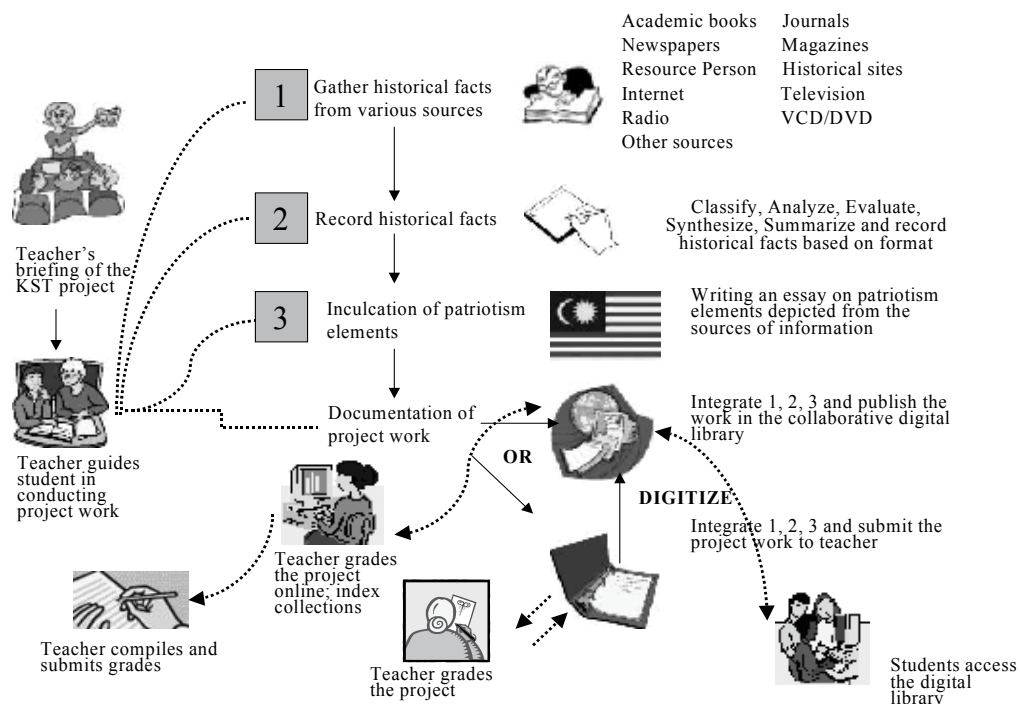 Academic books
Journals
Newspapers
Magazines
Resource Person
Historical sites
Internet
Television
Radio
VCD/DVD
Other sources
1
Gather historical facts
from various sources
2
Record historical facts
Classify, Analyze, Evaluate,
Synthesize, Summarize and record
historical facts based on format
Teacher's
briefing of the
KST project
3
Inculcation of patriotism
elements
Writing an essay on patriotism
elements depicted from the
sources of information
Documentation of
project work
Integrate 1, 2, 3 and publish the
work in the collaborative digital
library
Teacher guides
student in
conducting
project work
OR
DIGITIZE
Integrate 1, 2, 3 and submit the
project work to teacher
Teacher grades
the project
online; index
collections
Teacher compiles and
submits grades
Teacher grades
the project
Students access
the digital
library